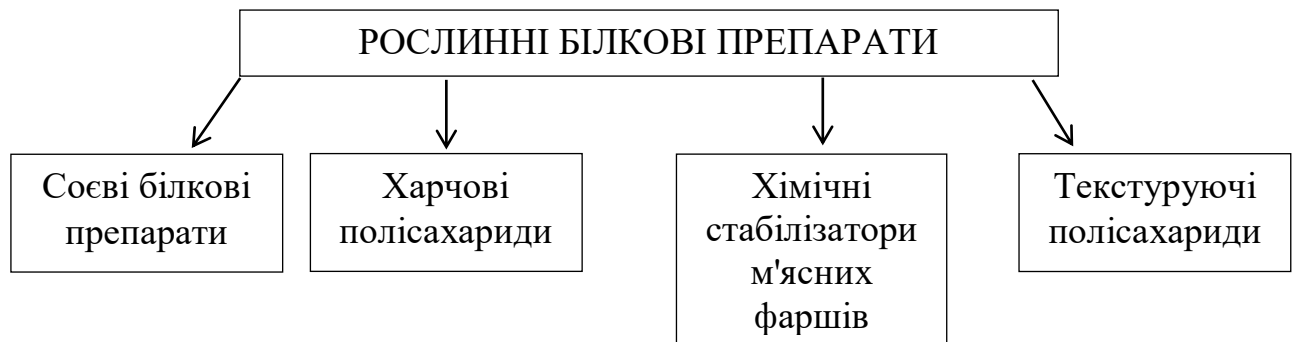 РОСЛИННІ БІЛКОВІ ПРЕПАРАТИ
Соєві білкові
препарати
Харчові
полісахариди
Хімічні
стабілізатори
м'ясних
фаршів
Текстуруючі
полісахариди